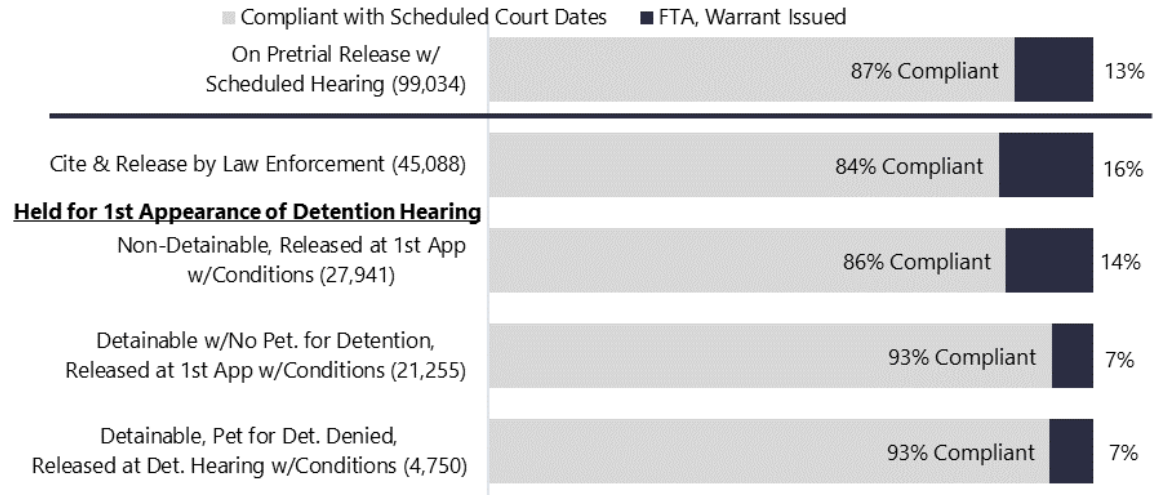 Compliant with Scheduled Court Dates FTA, Warrant Issued
On Pretrial Release w/
Scheduled Hearing (99,034)
87% Compliant 13%
Cite & Release by Law Enforcement (45,088)
84% Compliant 16%
Held for 1st Appearance of Detention Hearing
Non-Detainable, Released at 1st App
w/Conditions (27,941)
86% Compliant 14%
Detainable w/No Pet. for Detention,
Released at 1st App w/Conditions (21,255)
93% Compliant 7%
Detainable, Pet for Det. Denied,
Released at Det. Hearing w/Conditions (4,750)
93% Compliant 7%